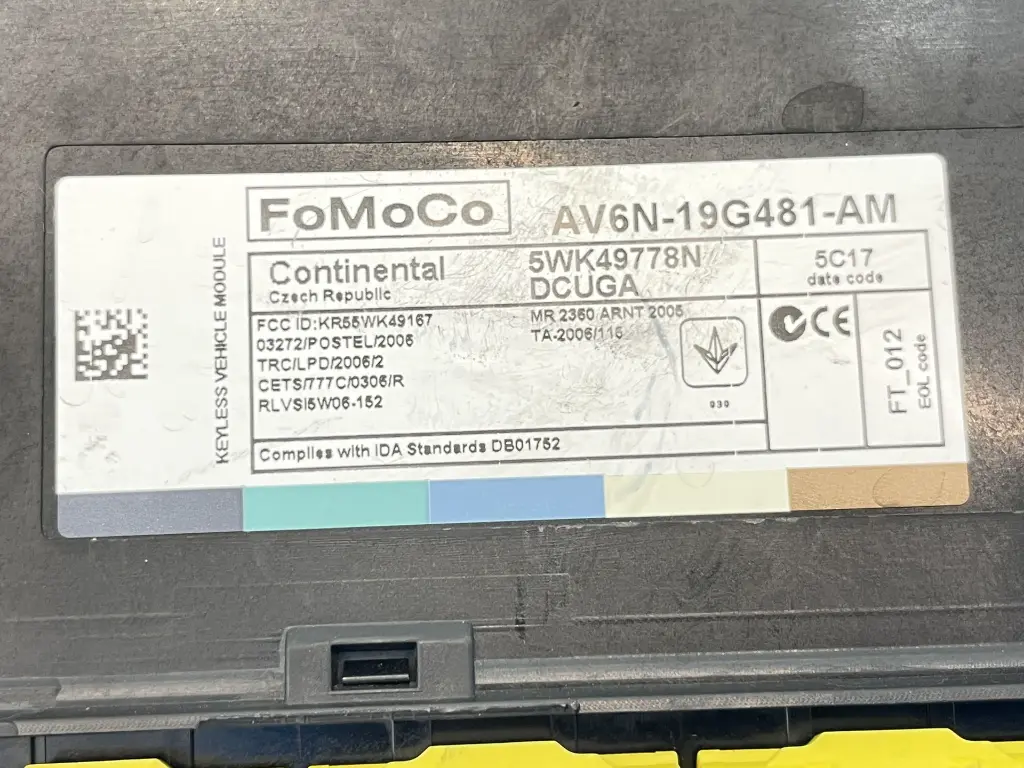 FoMoCo
AV6N-19G481-AM
KEYLESS VEHICLE MODULE
Continental
Czech Republic
5WK49778N
DCUGA
5C17
date code
FCC ID:KR55WK49167
03272/POSTEL/2006
TRC/LPD/2006/2
CETS/777C/0306/R
RLVSI5W06-152
MR 2360 ARNT 2005
TA-2006/116
030
CE
FT_012
EOL code
Complies with IDA Standards DB01752